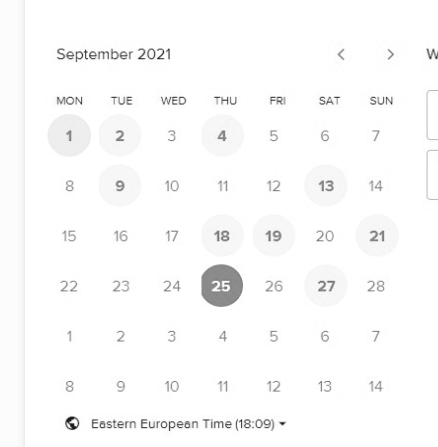 September 2021 < > W
MON TUE WED THU FRI SAT SUN
1 2 3 4 5 6 7
8 9 10 11 12 13 14
15 16 17 18 19 20 21
22 23 24 25 26 27 28
1 2 3 4 5 6 7
8 9 10 11 12 13 14
Eastern European Time (18:09)